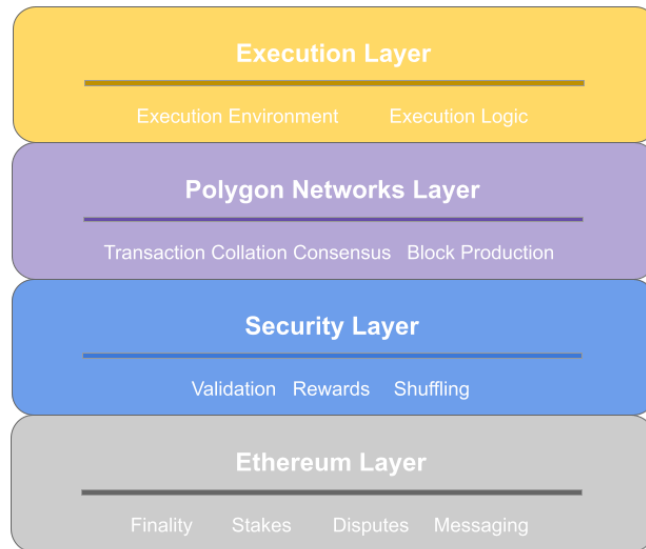 Execution Layer
Execution Environment Execution Logic
Polygon Networks Layer
Transaction Collation Consensus Block Production
Security Layer
Validation Rewards Shuffling
Ethereum Layer
Finality Stakes Disputes Messaging